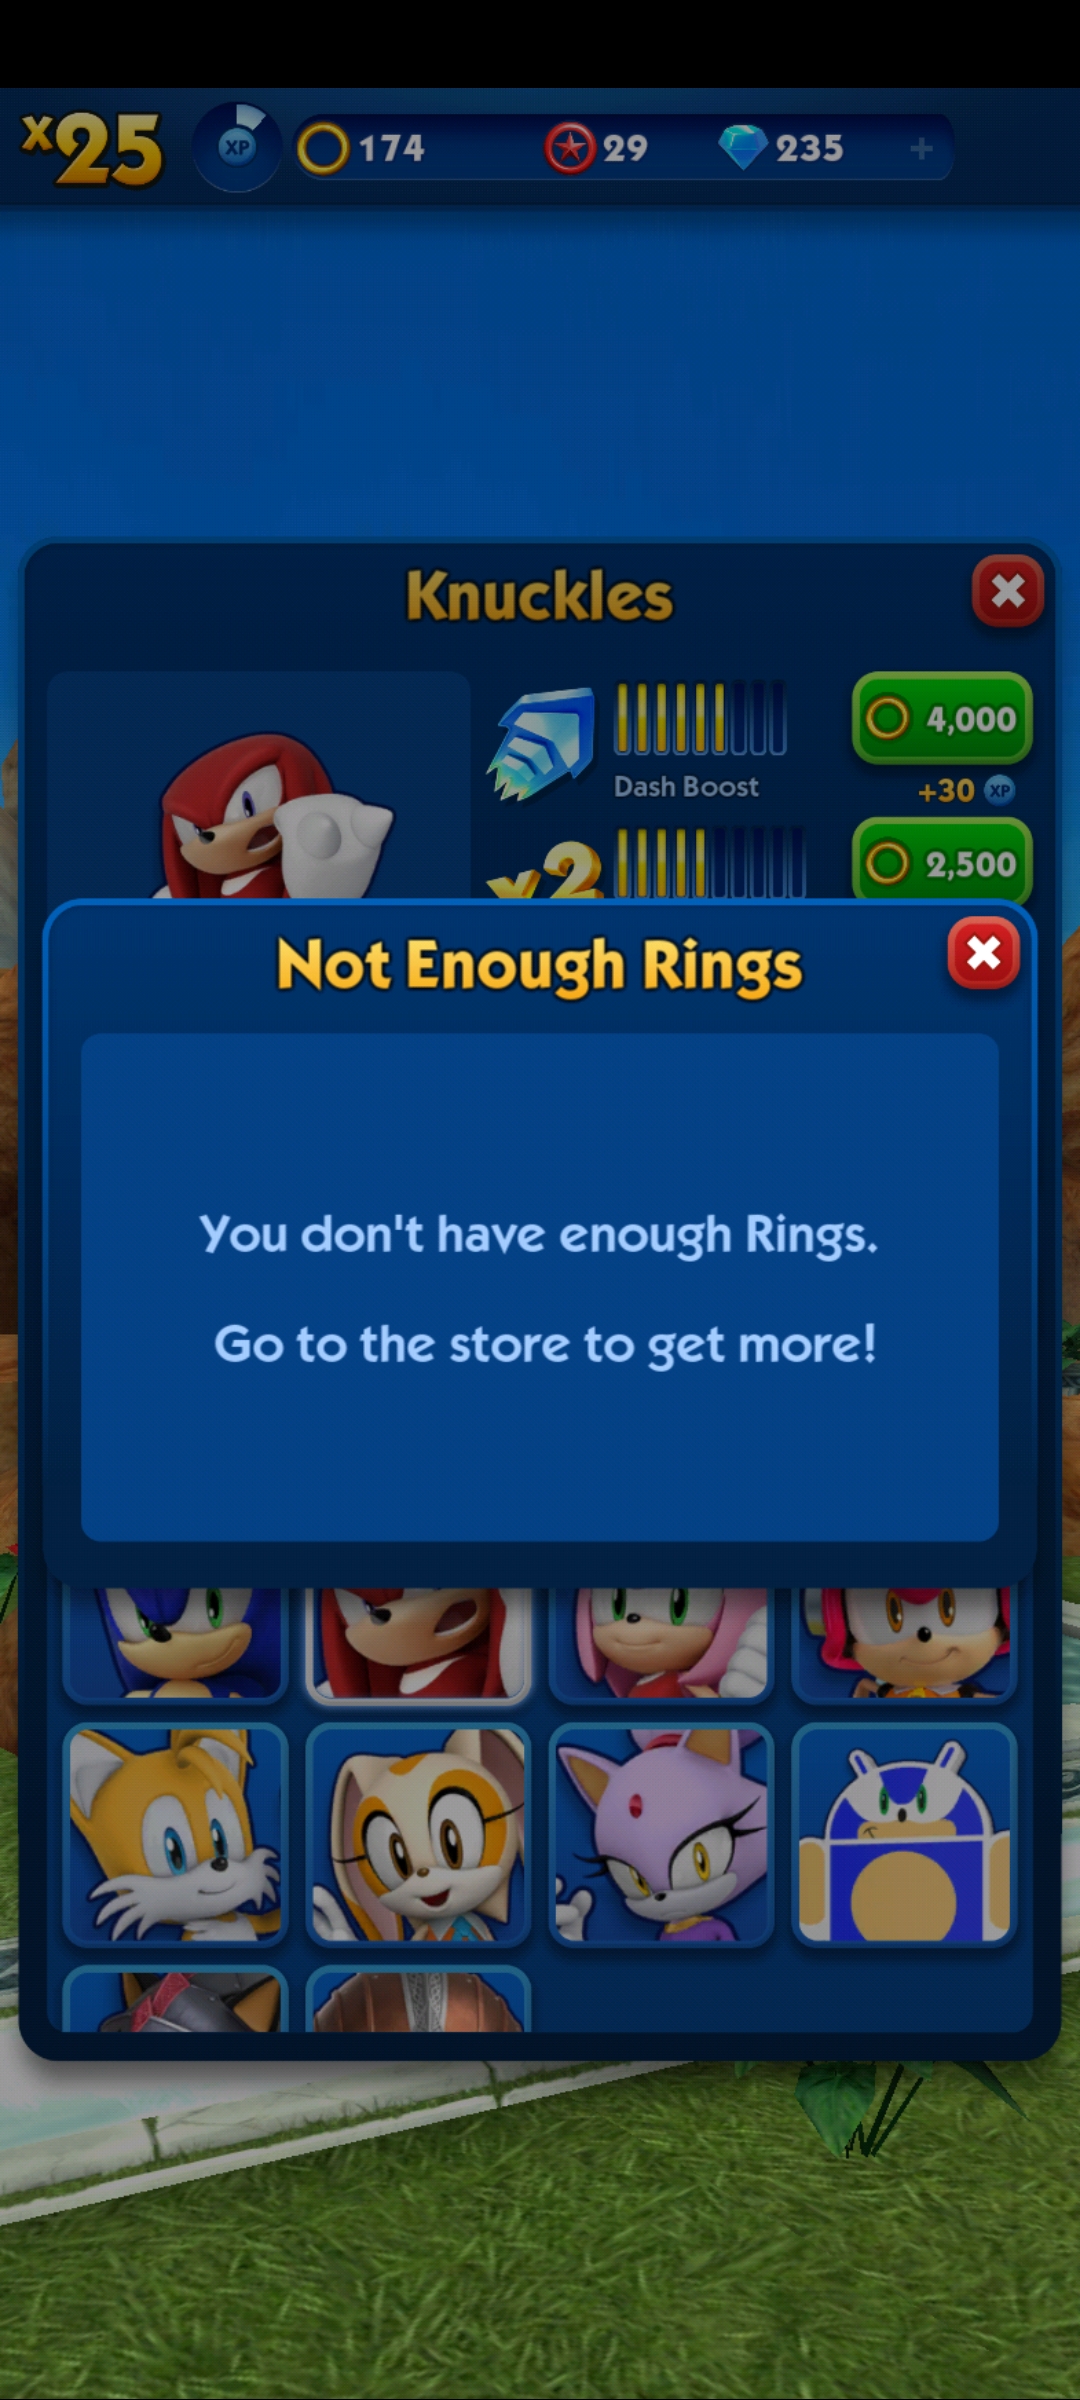 x25 XP 174 29 235 +
Knuckles
4,000
Dash Boost
+30 XP
x2
2,500
Not Enough Rings
You don't have enough Rings.
Go to the store to get more!